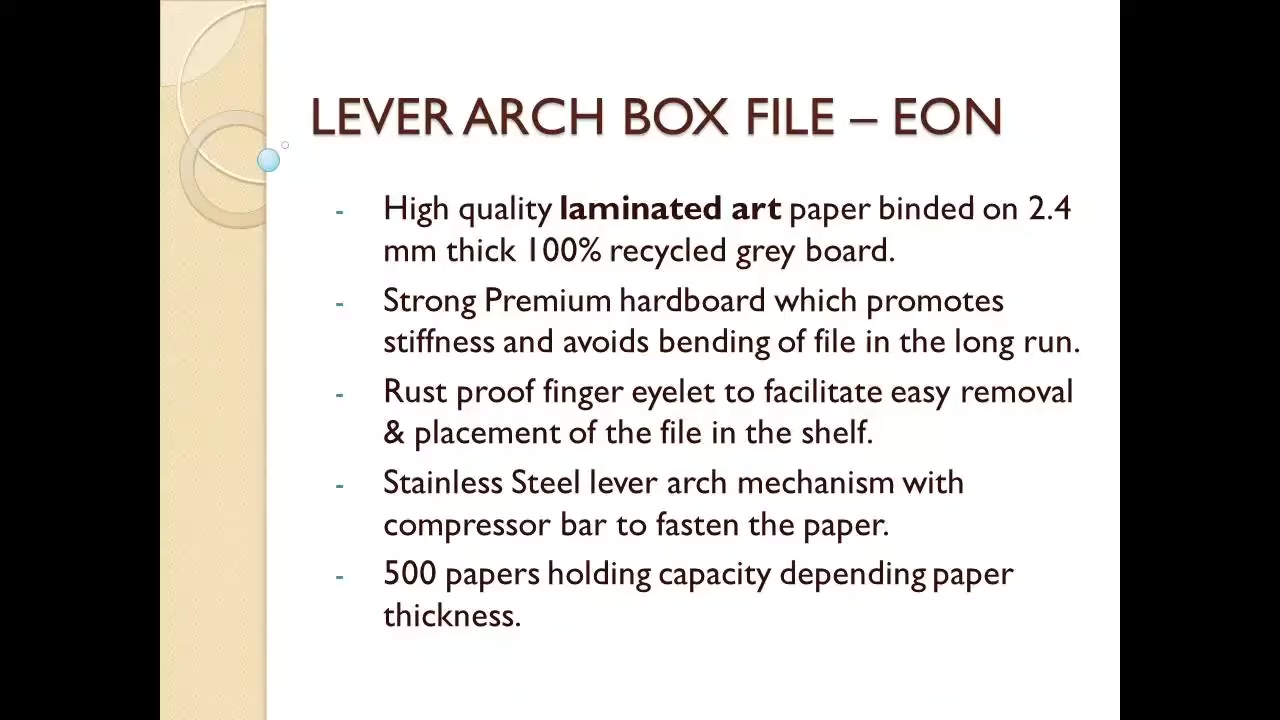 LEVER ARCH BOX FILE – EON
- High quality laminated art paper binded on 2.4
mm thick 100% recycled grey board.
- Strong Premium hardboard which promotes
stiffness and avoids bending of file in the long run.
- Rust proof finger eyelet to facilitate easy removal
& placement of the file in the shelf.
- Stainless Steel lever arch mechanism with
compressor bar to fasten the paper.
- 500 papers holding capacity depending paper
thickness.